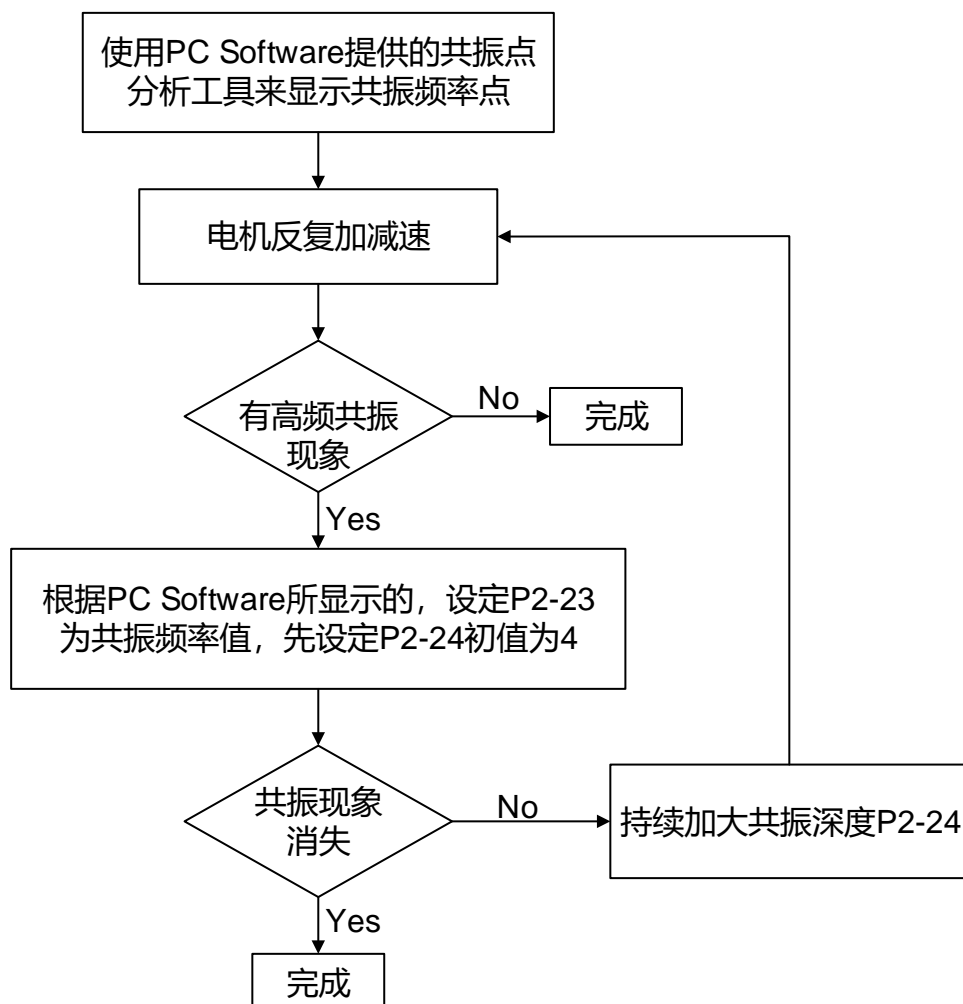 使用PC Software提供的共振点
分析工具来显示共振频率点
电机反复加减速
有高频共振
现象
No
完成
Yes
根据PC Software所显示的，设定P2-23
为共振频率值，先设定P2-24初值为4
共振现象
消失
No
持续加大共振深度P2-24
Yes
完成